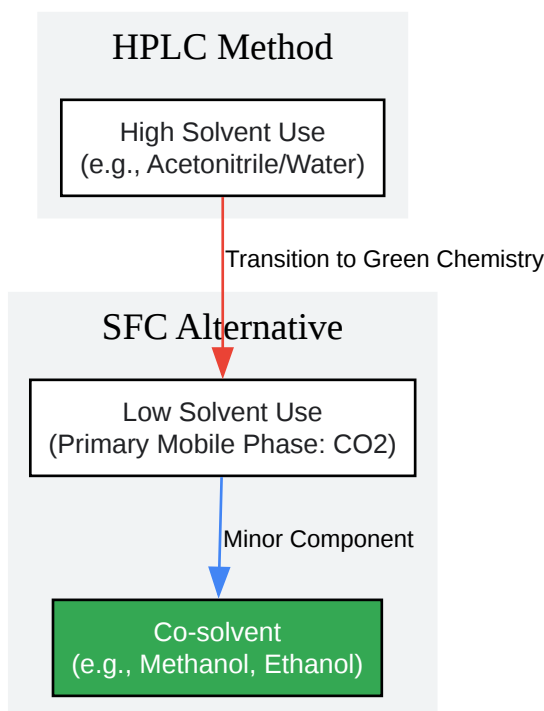 HPLC Method
High Solvent Use
(e.g., Acetonitrile/Water)
Transition to Green Chemistry
SFC Alternative
Low Solvent Use
(Primary Mobile Phase: CO2)
Minor Component
Co-solvent
(e.g., Methanol, Ethanol)